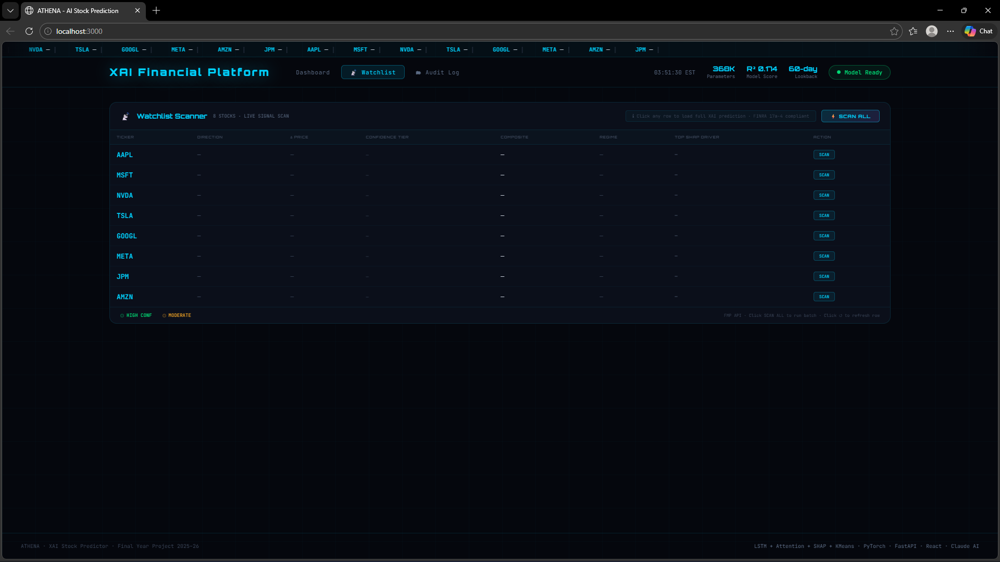 ATHENA - AI Stock Prediction
localhost:3000
Chat
NVDA — | TSLA — | GOOGL — | META — | AMZN — | JPM — | AAPL — | MSFT — | NVDA — | TSLA — | GOOGL — | META — | AMZN — | JPM — |
XAI Financial Platform
Dashboard
Watchlist
Audit Log
03:51:30 EST
368K
Parameters
R² 0.174
Model Score
60-day
Lookback
Model Ready
Watchlist Scanner
8 STOCKS · LIVE SIGNAL SCAN
ℹ Click any row to load full XAI prediction · FINRA 17a-4 compliant
SCAN ALL
TICKER DIRECTION Δ PRICE CONFIDENCE TIER COMPOSITE REGIME TOP SHAP DRIVER ACTION
AAPL — — — — — — SCAN
MSFT — — — — — — SCAN
NVDA — — — — — — SCAN
TSLA — — — — — — SCAN
GOOGL — — — — — — SCAN
META — — — — — — SCAN
JPM — — — — — — SCAN
AMZN — — — — — — SCAN
HIGH CONF
MODERATE
FMP API · Click SCAN ALL to run batch · Click ↺ to refresh row
ATHENA · XAI Stock Predictor · Final Year Project 2025–26
LSTM + Attention + SHAP + KMeans · PyTorch · FastAPI · React · Claude AI